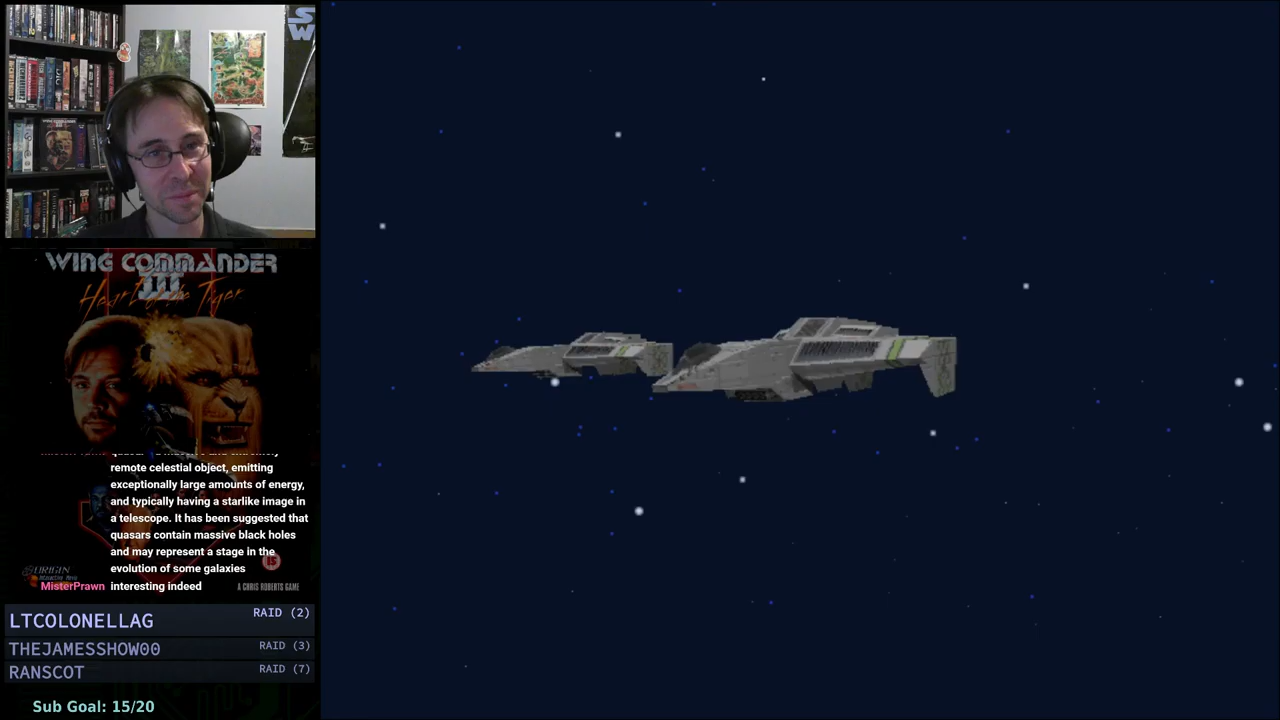 SW
WING COMMANDER
III
Heart of the Tiger
remote celestial object, emitting
exceptionally large amounts of energy,
and typically having a starlike image in
a telescope. It has been suggested that
quasars contain massive black holes
and may represent a stage in the
evolution of some galaxies
MisterPrawn interesting indeed
ORIGIN
15
A CHRIS ROBERTS GAME
LTCOLONELLAG RAID (2)
THEJAMESSHOW00 RAID (3)
RANSCOT RAID (7)
Sub Goal: 15/20